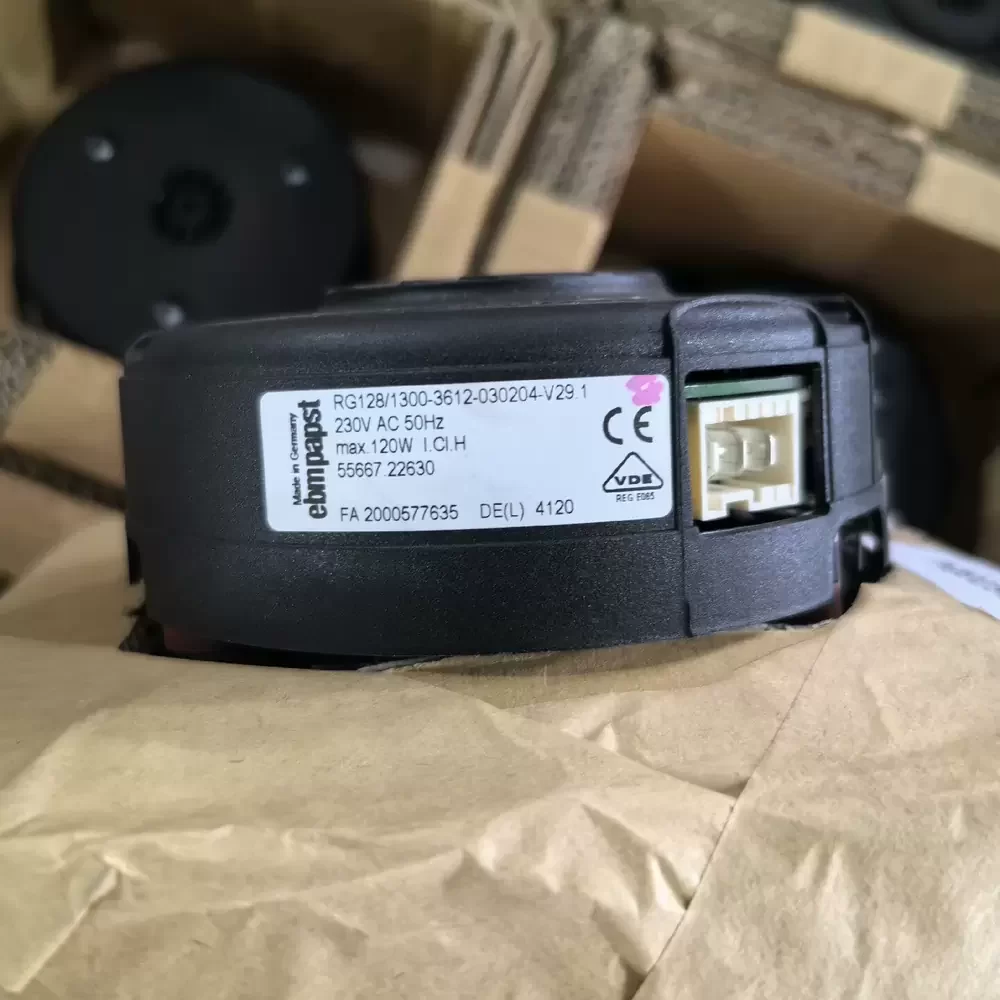 Made in Germany
ebmpapst
RG128/1300-3612-030204-V29.1
230V AC 50Hz
max.120W I.Cl.H
55667.22630
FA 2000577635 DE(L) 4120
CE
VDE
REG E065